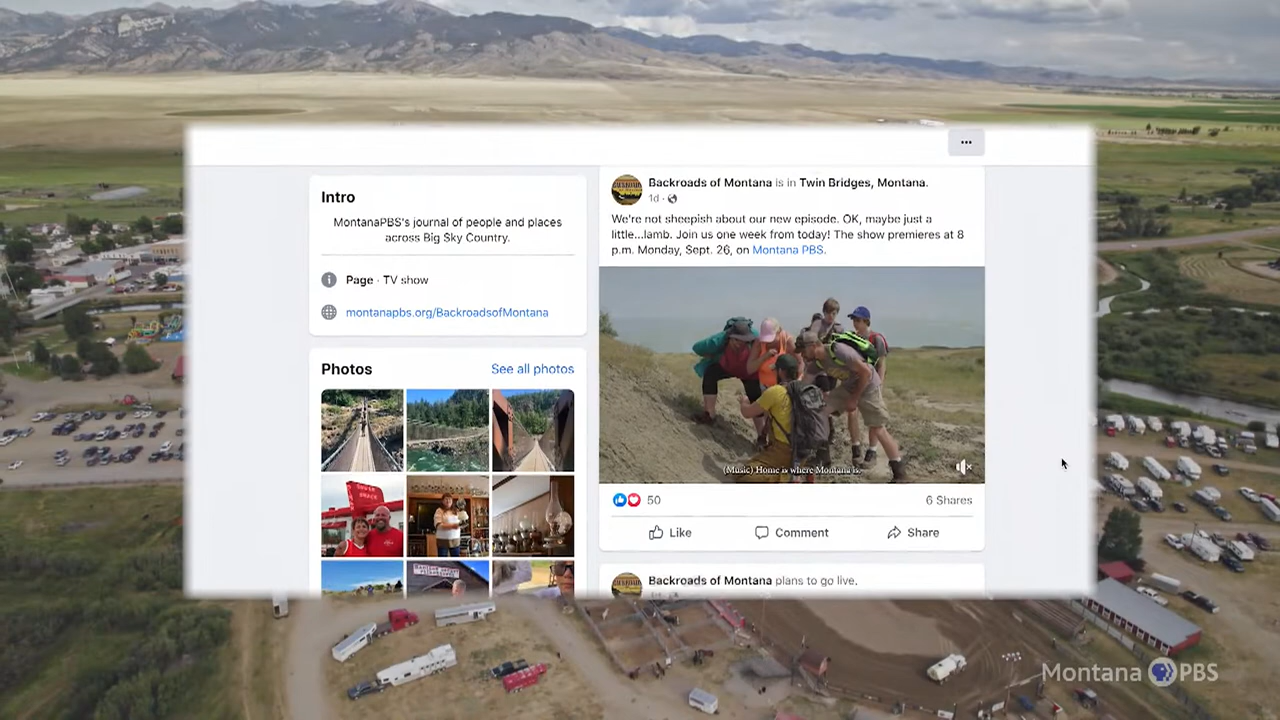 Intro
MontanaPBS's journal of people and places
across Big Sky Country.
Page · TV show
montanapbs.org/BackroadsofMontana
Photos
See all photos
Backroads of Montana is in Twin Bridges, Montana.
1d ·
We're not sheepish about our new episode. OK, maybe just a
little...lamb. Join us one week from today! The show premieres at 8
p.m. Monday, Sept. 26, on Montana PBS.
(Music) Home is where Montana is.
50
6 Shares
Like
Comment
Share
Backroads of Montana plans to go live.
Montana PBS